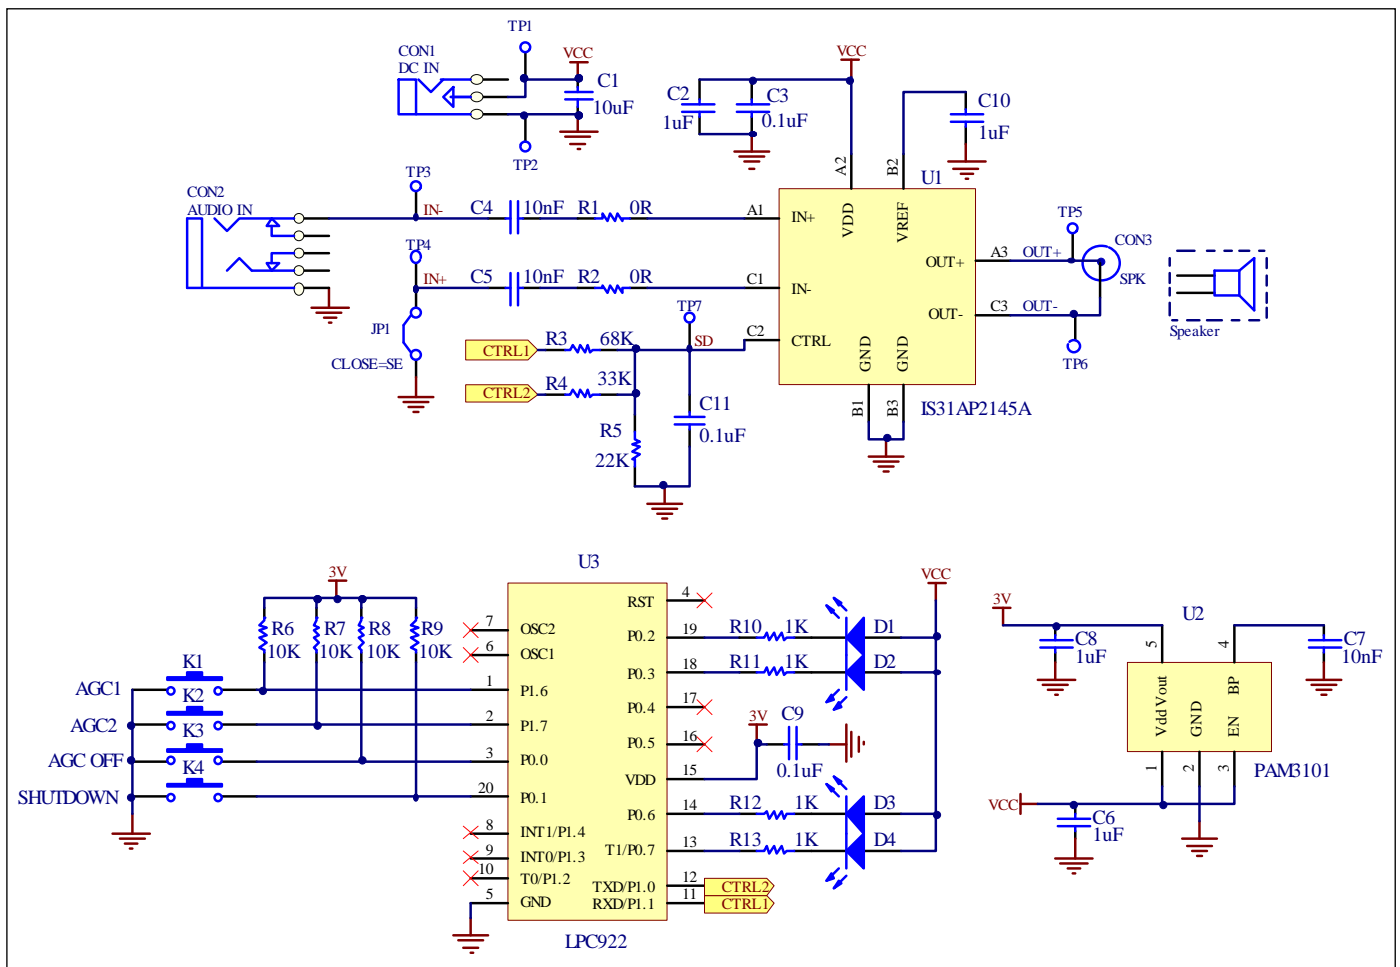 TP1
CON1
DC IN
VCC
C1
10uF
TP2
VCC
C2
1uF
C3
0.1uF
C10
1uF
A2
B2
U1
CON2
AUDIO IN
TP3
IN-
C4
10nF
R1
0R
A1
IN+
VDD
VREF
TP4
IN+
C5
10nF
R2
0R
C1
IN-
OUT+
A3
OUT+
TP5
CON3
SPK
OUT-
C3
OUT-
TP6
Speaker
JP1
CLOSE=SE
TP7
SD
C2
CTRL
CTRL1
R3
68K
CTRL2
R4
33K
R5
22K
C11
0.1uF
GND
GND
B1
B3
IS31AP2145A
3V
R6
10K
R7
10K
R8
10K
R9
10K
AGC1
K1
AGC2
K2
AGC OFF
K3
SHUTDOWN
K4
U3
7
OSC2
6
OSC1
1
P1.6
2
P1.7
3
P0.0
20
P0.1
8
INT1/P1.4
9
INT0/P1.3
10
T0/P1.2
5
GND
RST
4
P0.2
19
P0.3
18
P0.4
17
P0.5
16
VDD
15
P0.6
14
T1/P0.7
13
TXD/P1.0
12
CTRL2
RXD/P1.1
11
CTRL1
LPC922
VCC
R10
1K
D1
R11
1K
D2
3V
C9
0.1uF
R12
1K
D3
R13
1K
D4
3V
C8
1uF
U2
5
4
C7
10nF
Vdd Vout
GND
EN BP
1
2
3
PAM3101
VCC
C6
1uF